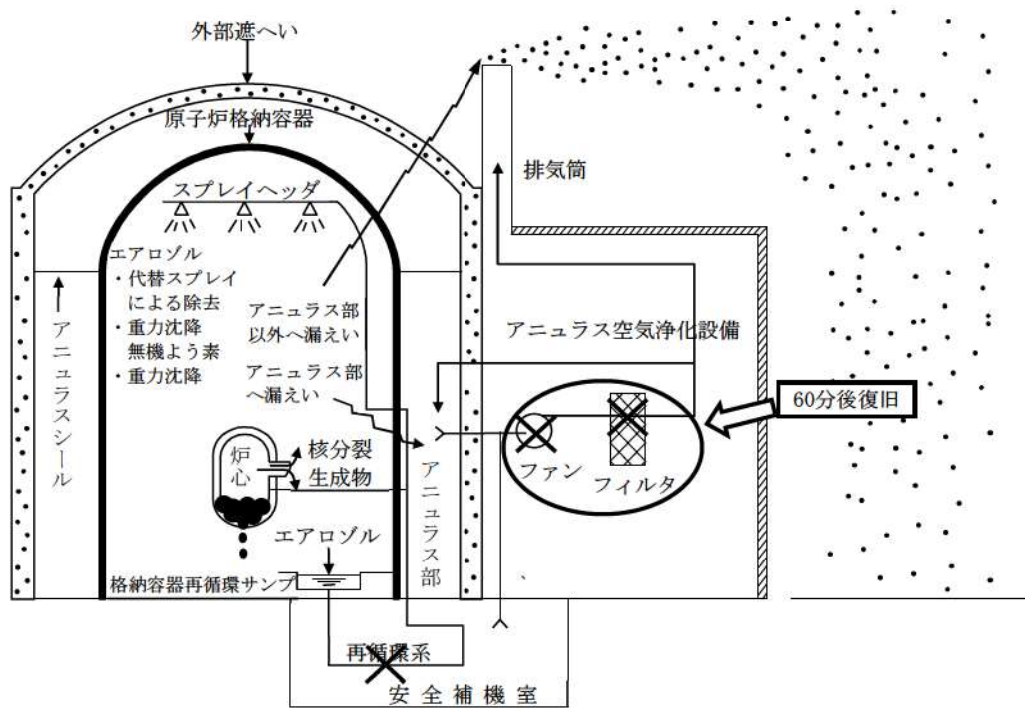 外部遮へい
原子炉格納容器
スプレイヘッダ
排気筒
エアロゾル
・代替スプレイ
による除去
・重力沈降
無機よう素
・重力沈降
アニュラス部
以外へ漏えい
アニュラス部
へ漏えい
アニュラスシール
アニュラス空気浄化設備
60分後復旧
炉心
核分裂
生成物
ファン
フィルタ
アニュラス部
エアロゾル
格納容器再循環サンプ
再循環系
安全補機室